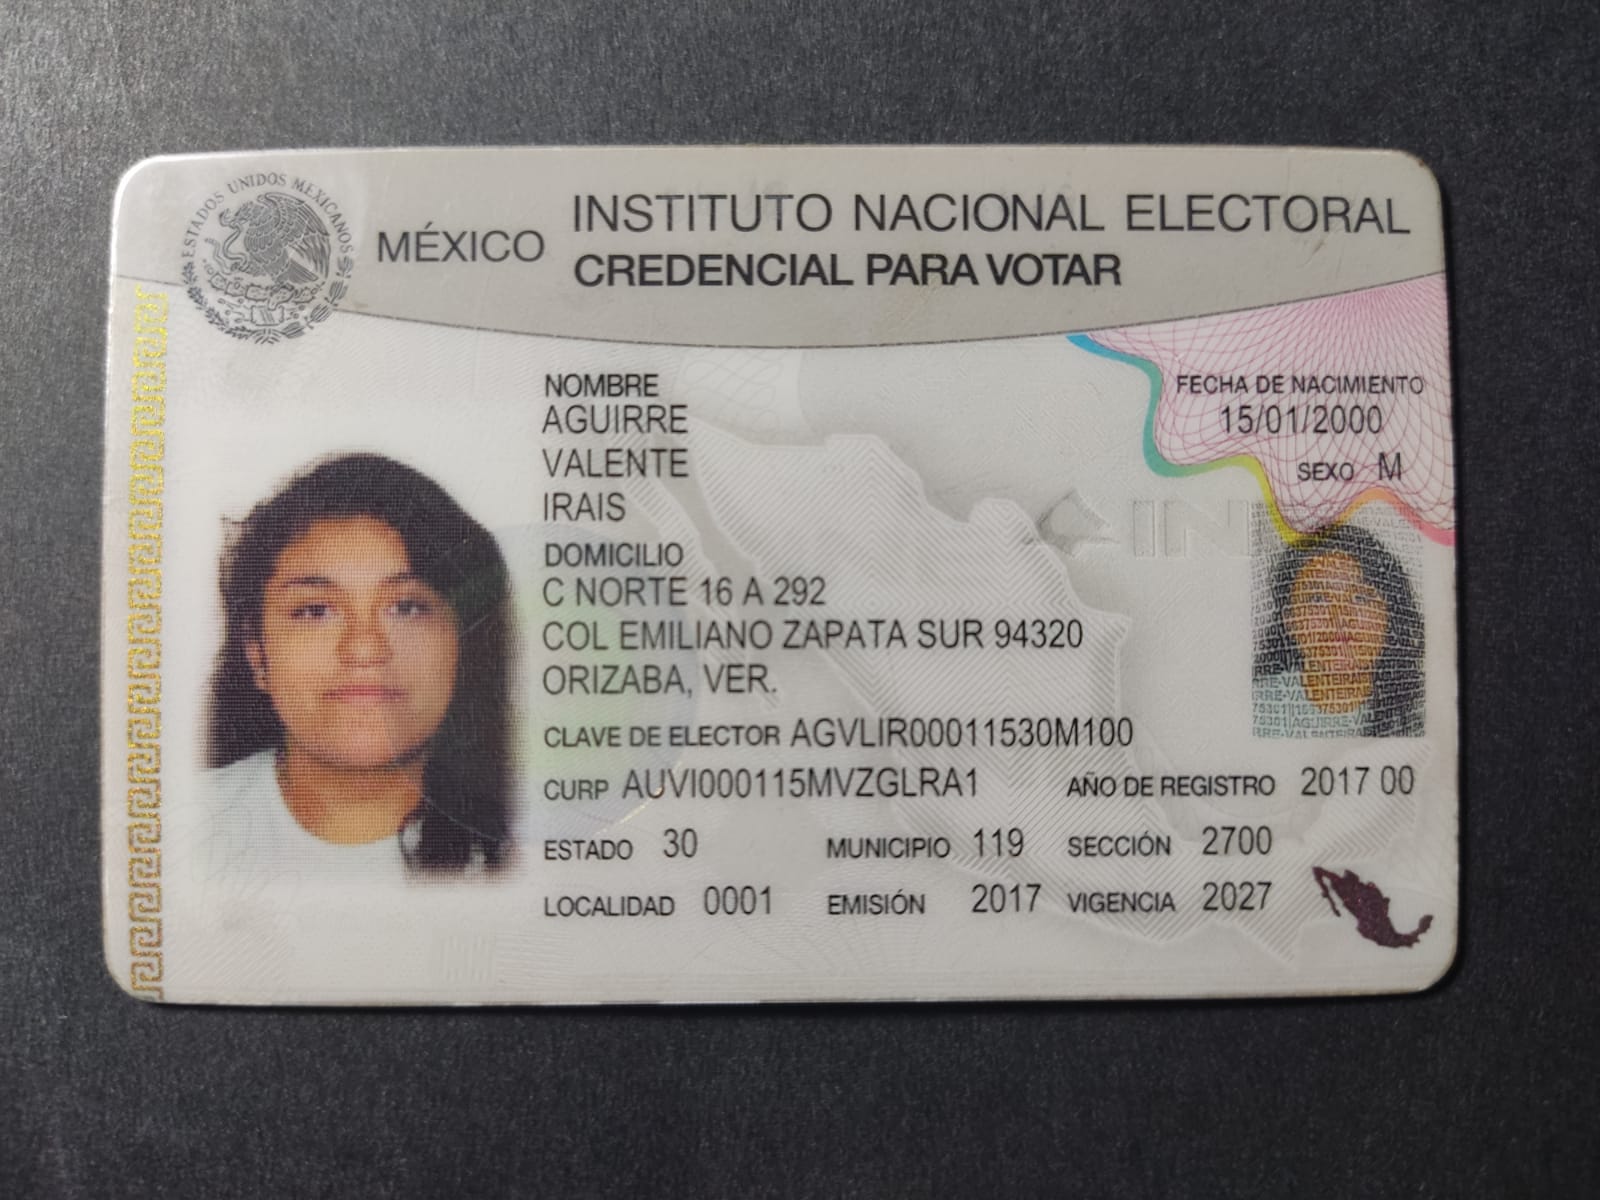 ESTADOS UNIDOS MEXICANOS
MÉXICO
INSTITUTO NACIONAL ELECTORAL
CREDENCIAL PARA VOTAR
NOMBRE
AGUIRRE
VALENTE
IRAIS
FECHA DE NACIMIENTO
15/01/2000
SEXO M
DOMICILIO
C NORTE 16 A 292
COL EMILIANO ZAPATA SUR 94320
ORIZABA, VER.
CLAVE DE ELECTOR AGVLIR00011530M100
CURP AUVI000115MVZGLRA1 AÑO DE REGISTRO 2017 00
ESTADO 30 MUNICIPIO 119 SECCIÓN 2700
LOCALIDAD 0001 EMISIÓN 2017 VIGENCIA 2027